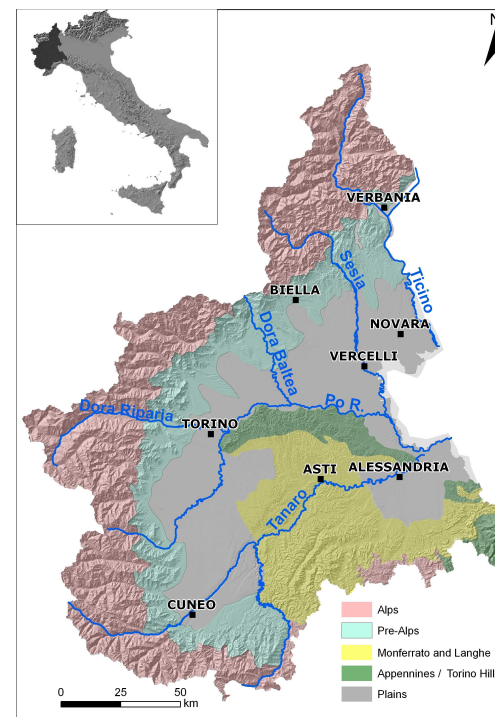 N
VERBANIA
Sesia
Ticino
BIELLA
Dora Baltea
NOVARA
VERCELLI
Dora Riparia
Po R.
TORINO
ASTI
ALESSANDRIA
Tanaro
CUNEO
Alps
Pre-Alps
Monferrato and Langhe
Appennines / Torino Hill
Plains
0 25 50
km